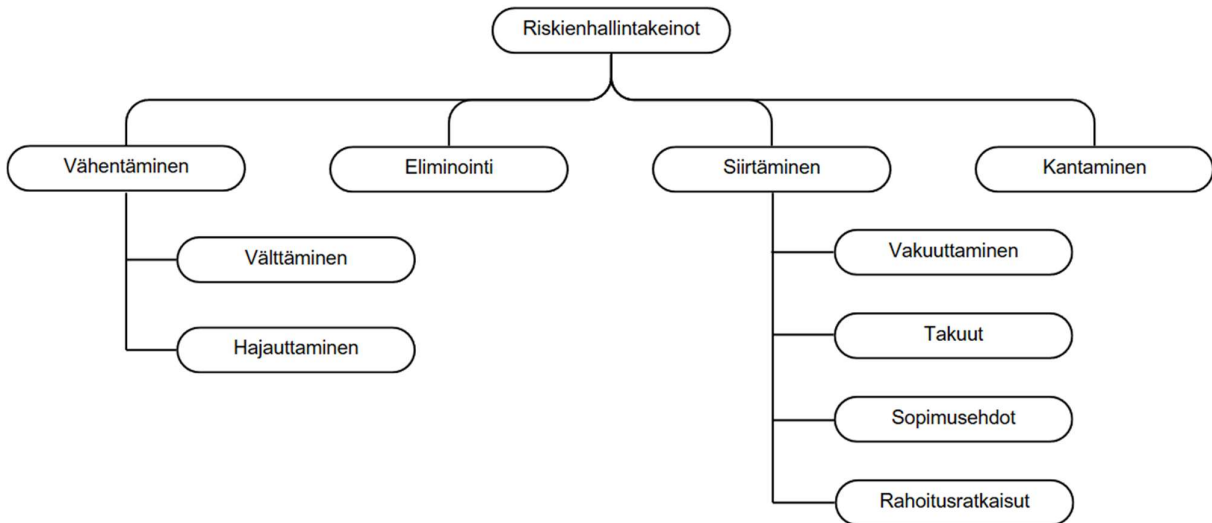 Riskienhallintakeinot
Vähentäminen
Eliminointi
Siirtäminen
Kantaminen
Välttäminen
Hajauttaminen
Vakuuttaminen
Takuut
Sopimusehdot
Rahoitusratkaisut